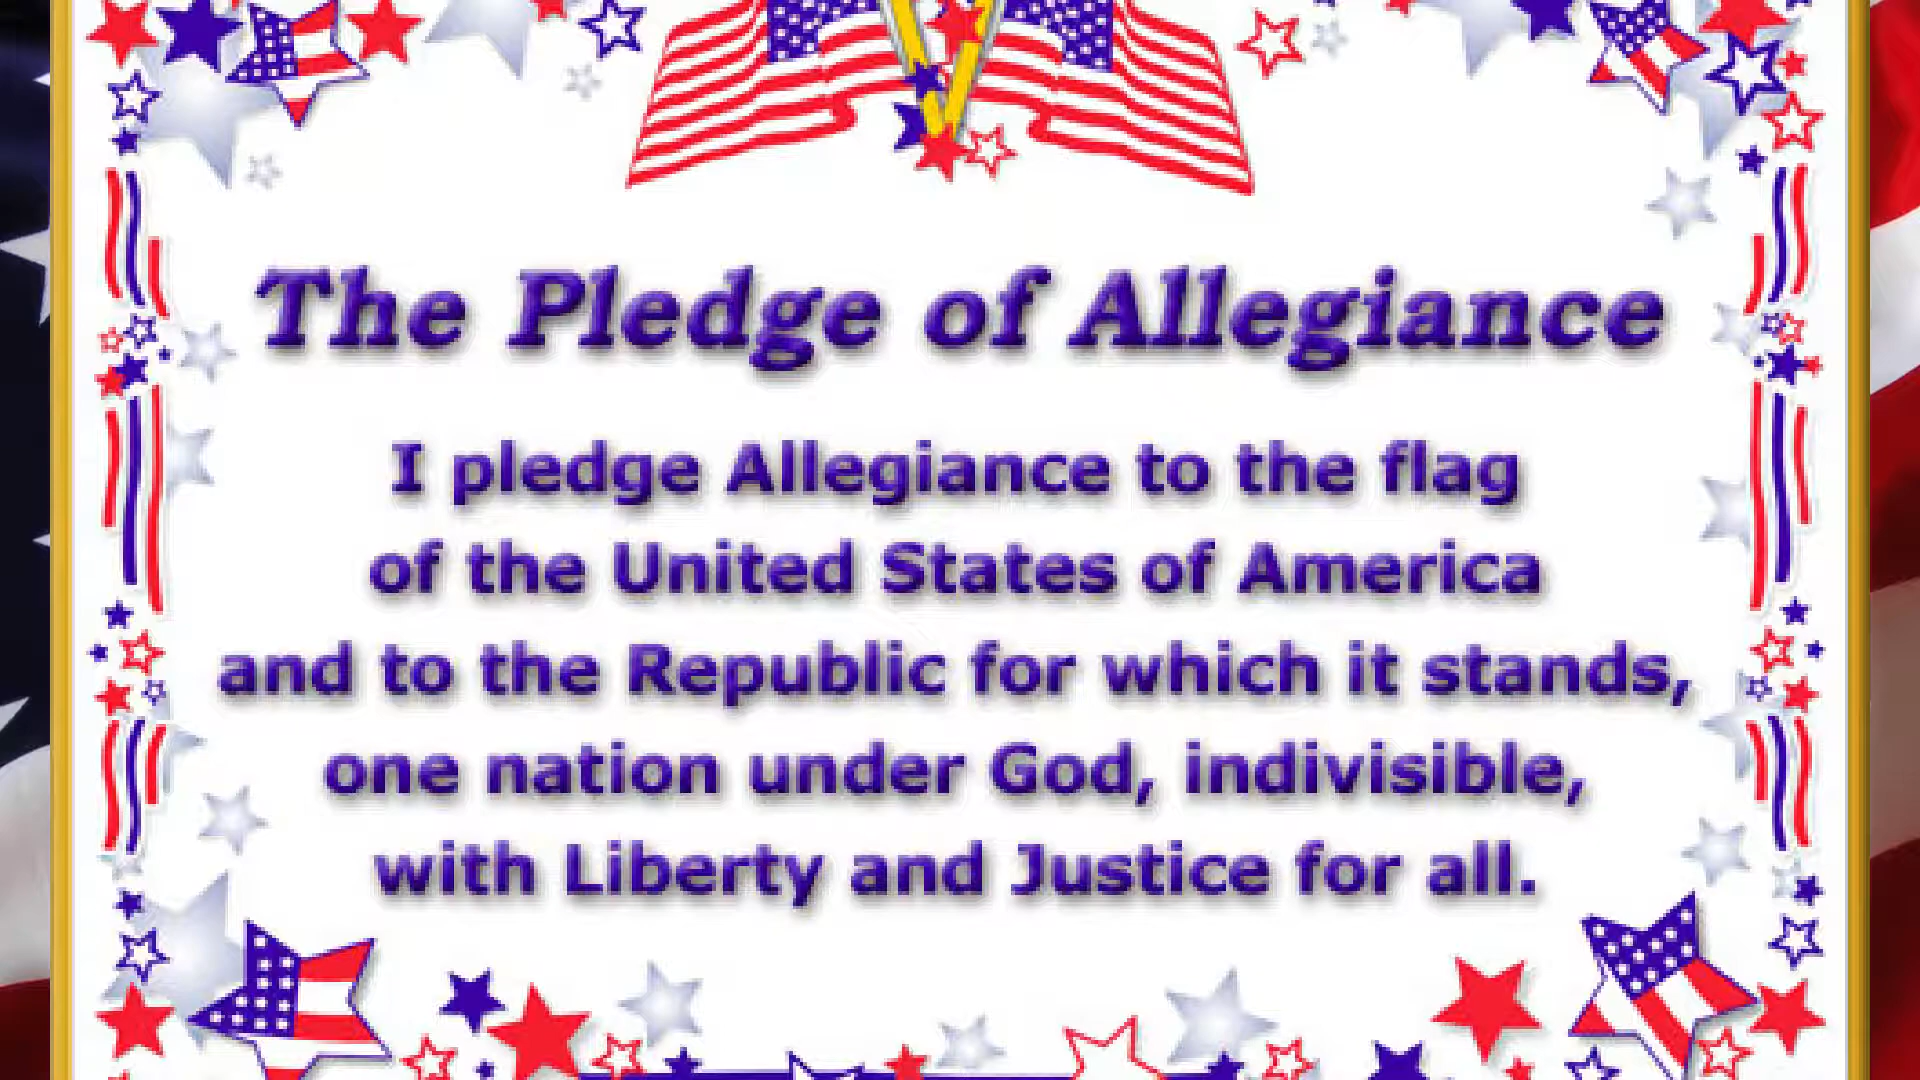 The Pledge of Allegiance
I pledge Allegiance to the flag
of the United States of America
and to the Republic for which it stands,
one nation under God, indivisible,
with Liberty and Justice for all.